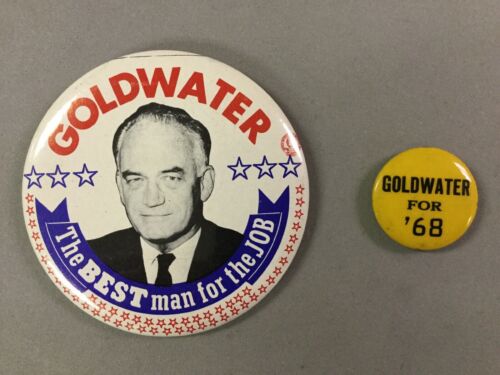 GOLDWATER
The BEST man for the JOB
GOLDWATER
FOR
'68